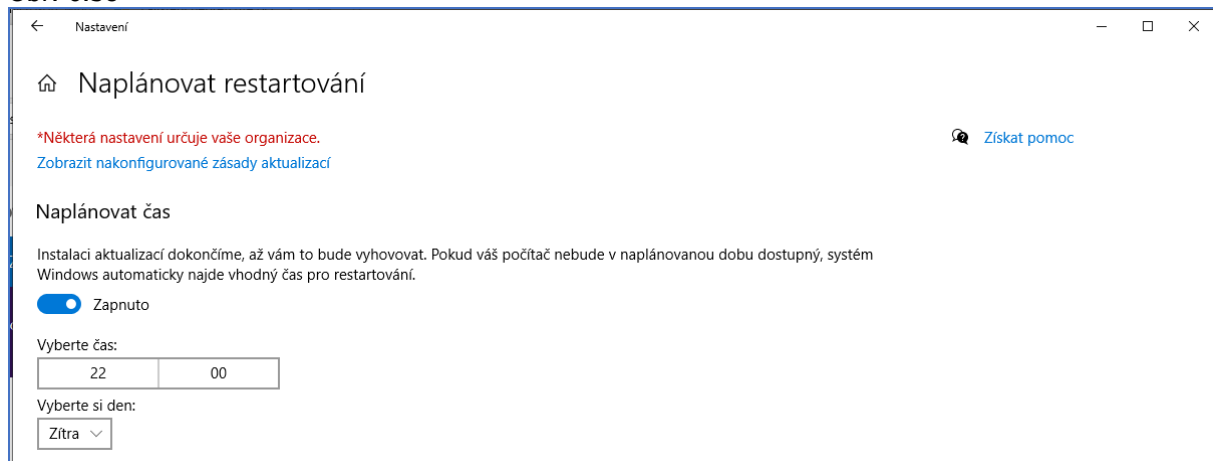 Nastavení
Naplánovat restartování
*Některá nastavení určuje vaše organizace.
Získat pomoc
Zobrazit nakonfigurované zásady aktualizací
Naplánovat čas
Instalaci aktualizací dokončíme, až vám to bude vyhovovat. Pokud váš počítač nebude v naplánovanou dobu dostupný, systém
Windows automaticky najde vhodný čas pro restartování.
Zapnuto
Vyberte čas:
22 00
Vyberte si den:
Zítra